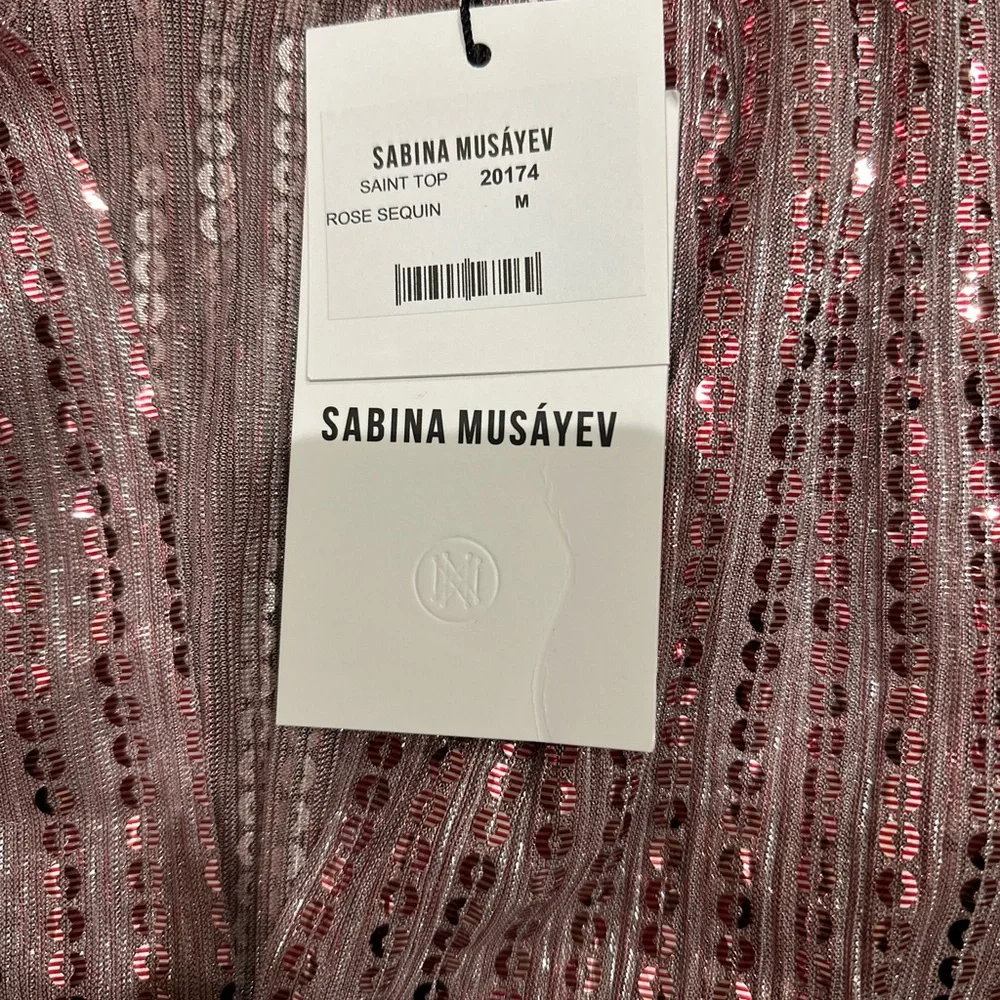 SABINA MUSÁYEV
SAINT TOP 20174
ROSE SEQUIN M
SABINA MUSÁYEV